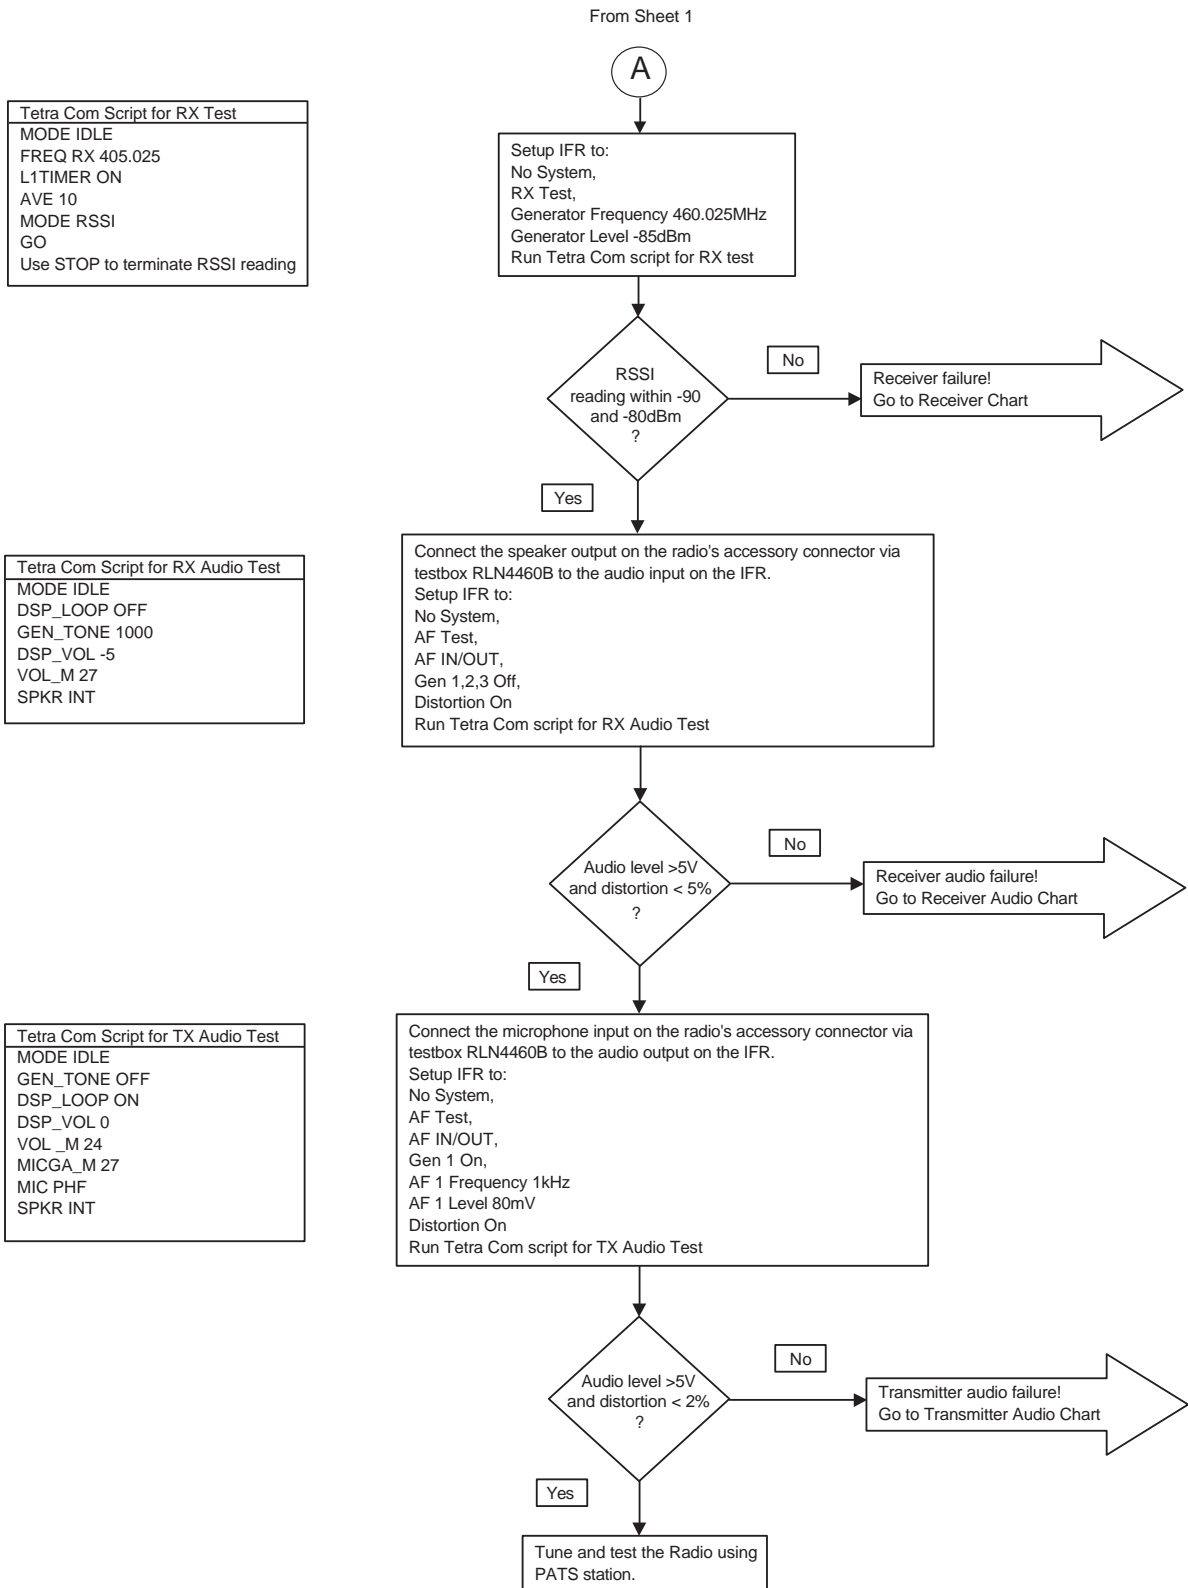 From Sheet 1
A
Tetra Com Script for RX Test
MODE IDLE
FREQ RX 405.025
L1TIMER ON
AVE 10
MODE RSSI
GO
Use STOP to terminate RSSI reading
Setup IFR to:
No System,
RX Test,
Generator Frequency 460.025MHz
Generator Level -85dBm
Run Tetra Com script for RX test
RSSI
reading within -90
and -80dBm
?
No
Receiver failure!
Go to Receiver Chart
Yes
Tetra Com Script for RX Audio Test
MODE IDLE
DSP_LOOP OFF
GEN_TONE 1000
DSP_VOL -5
VOL_M 27
SPKR INT
Connect the speaker output on the radio's accessory connector via
testbox RLN4460B to the audio input on the IFR.
Setup IFR to:
No System,
AF Test,
AF IN/OUT,
Gen 1,2,3 Off,
Distortion On
Run Tetra Com script for RX Audio Test
Audio level >5V
and distortion < 5%
?
No
Receiver audio failure!
Go to Receiver Audio Chart
Yes
Tetra Com Script for TX Audio Test
MODE IDLE
GEN_TONE OFF
DSP_LOOP ON
DSP_VOL 0
VOL _M 24
MICGA_M 27
MIC PHF
SPKR INT
Connect the microphone input on the radio's accessory connector via
testbox RLN4460B to the audio output on the IFR.
Setup IFR to:
No System,
AF Test,
AF IN/OUT,
Gen 1 On,
AF 1 Frequency 1kHz
AF 1 Level 80mV
Distortion On
Run Tetra Com script for TX Audio Test
Audio level >5V
and distortion < 2%
?
No
Transmitter audio failure!
Go to Transmitter Audio Chart
Yes
Tune and test the Radio using
PATS station.